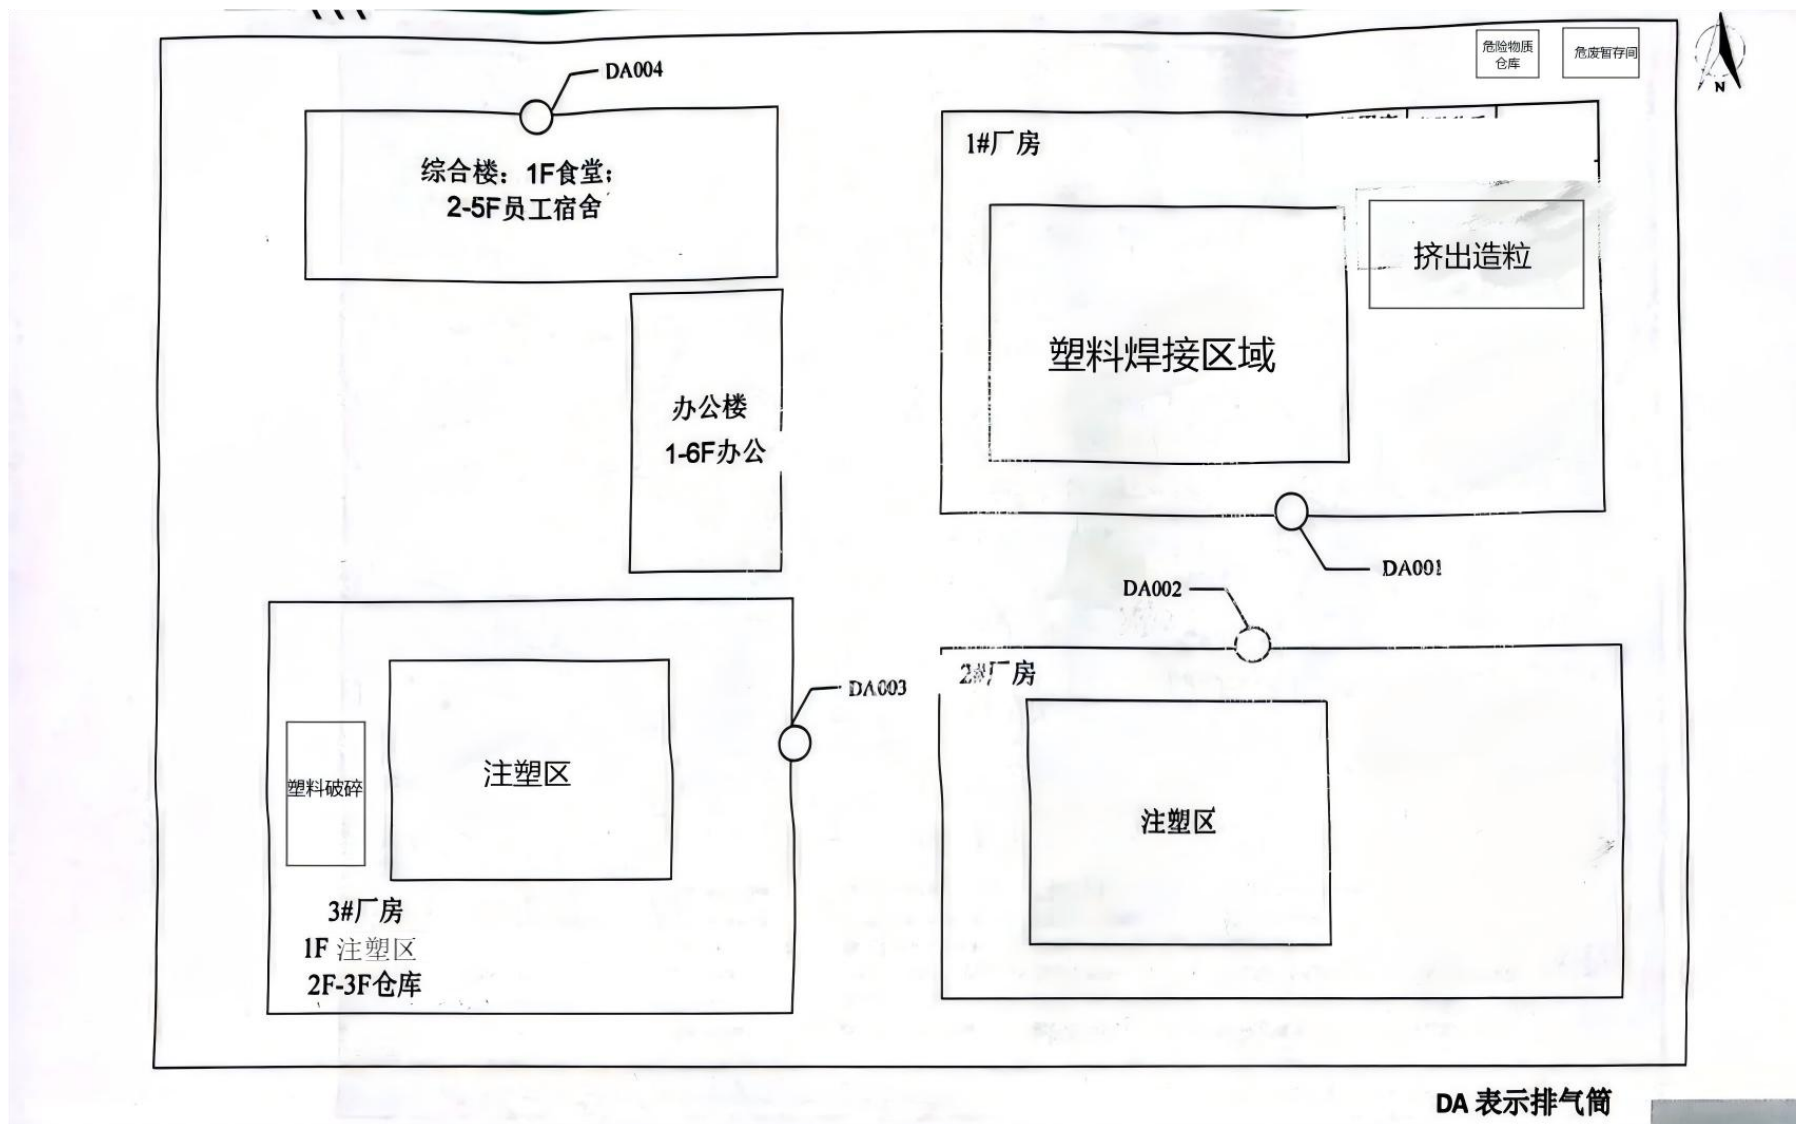 DA004
危险物质
仓库
危废暂存间
N
综合楼：1F食堂；
2-5F员工宿舍
1#厂房
挤出造粒
塑料焊接区域
办公楼
1-6F办公
DA001
DA002
DA003
2#厂房
注塑区
塑料破碎
注塑区
3#厂房
1F 注塑区
2F-3F仓库
DA 表示排气筒